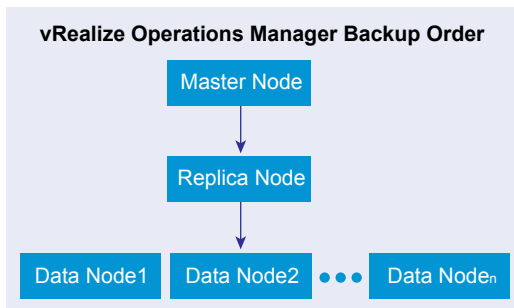 vRealize Operations Manager Backup Order
Master Node
Replica Node
Data Node1
Data Node2
Data Noden